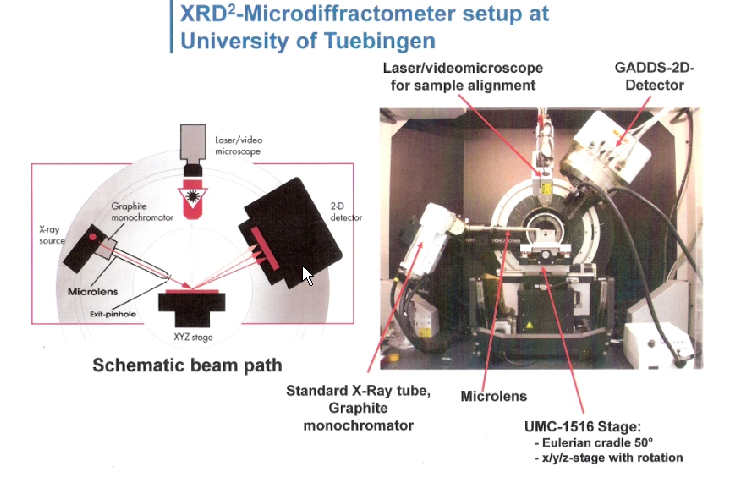 XRD²-Microdiffractometer setup at
University of Tuebingen
Laser/videomicroscope
for sample alignment
GADDS-2D-
Detector
Laser/video
microscope
Graphite
monochromator
2-D
detector
X-ray
source
Microlens
Exit-pinhole
XYZ stage
Schematic beam path
Standard X-Ray tube,
Graphite
monochromator
Microlens
UMC-1516 Stage:
- Eulerian cradle 50°
- x/y/z-stage with rotation